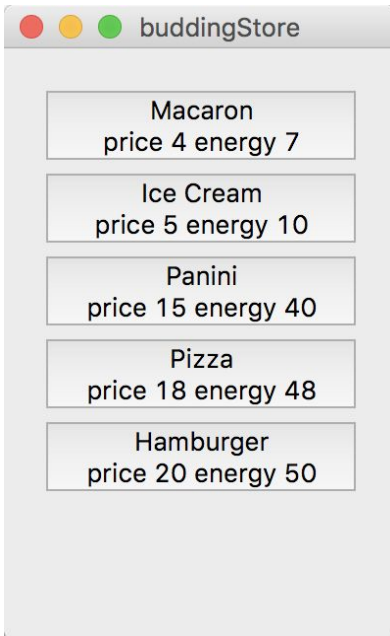 buddingStore
Macaron
price 4 energy 7
Ice Cream
price 5 energy 10
Panini
price 15 energy 40
Pizza
price 18 energy 48
Hamburger
price 20 energy 50